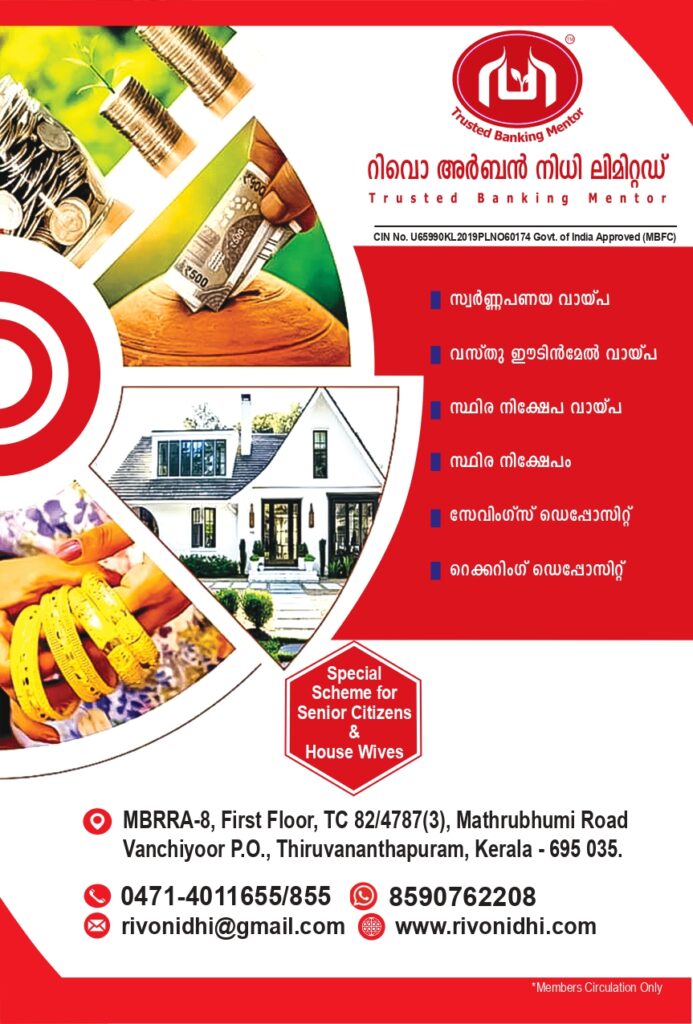 TM
Trusted Banking Mentor
റിവൊ അർബൻ നിധി ലിമിറ്റഡ്
Trusted Banking Mentor
CIN No. U65990KL2019PLNO60174 Govt. of India Approved (MBFC)
സ്വർണ്ണപണയ വായ്പ
വസ്തു ഈടിൻമേൽ വായ്പ
സ്ഥിര നിക്ഷേപ വായ്പ
സ്ഥിര നിക്ഷേപം
സേവിംഗ്സ് ഡെപ്പോസിറ്റ്
റെക്കറിംഗ് ഡെപ്പോസിറ്റ്
₹500
₹500
Special
Scheme for
Senior Citizens
&
House Wives
MBRRA-8, First Floor, TC 82/4787(3), Mathrubhumi Road
Vanchiyoor P.O., Thiruvananthapuram, Kerala - 695 035.
0471-4011655/855 8590762208
rivonidhi@gmail.com www.rivonidhi.com
*Members Circulation Only